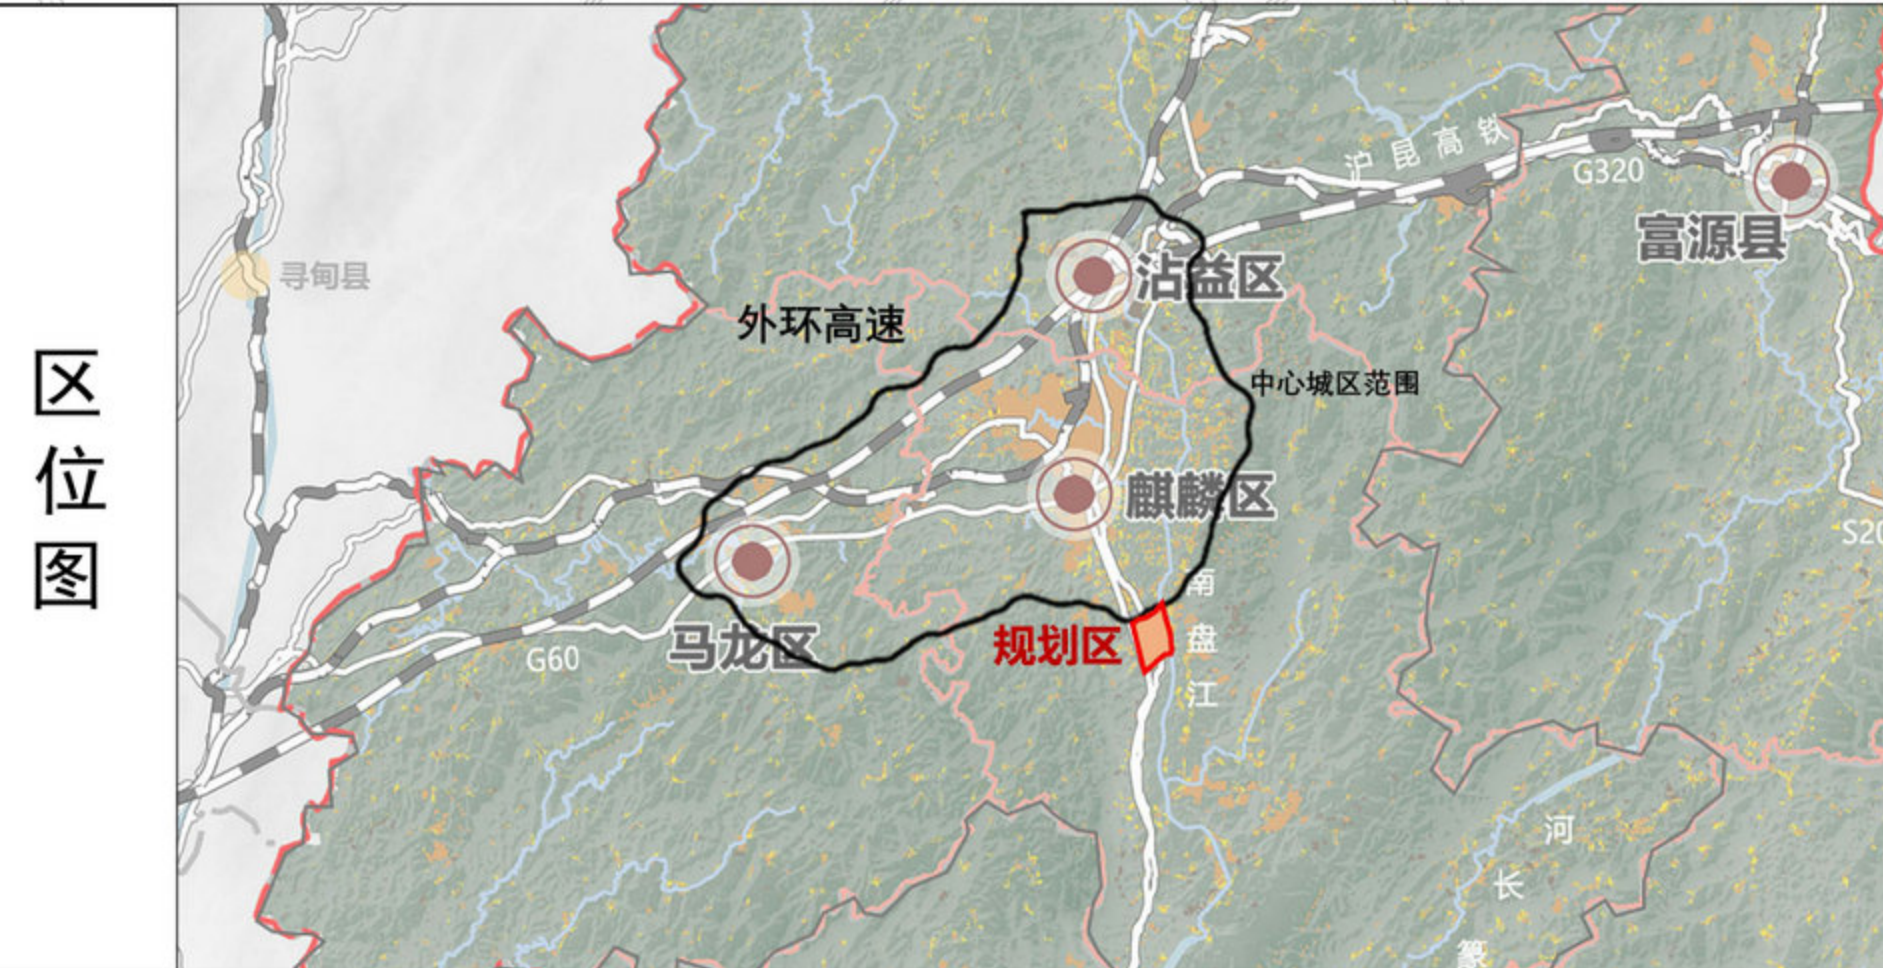 区位图
沪昆高铁
G320
富源县
寻甸县
沾益区
外环高速
中心城区范围
麒麟区
S20
马龙区
G60
规划区
南盘江
河
长
篆